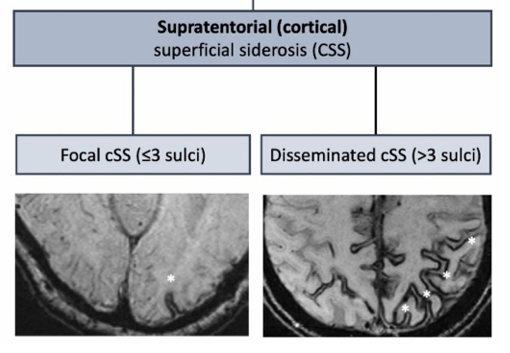 Supratentorial (cortical)
superficial siderosis (CSS)
Focal cSS (≤3 sulci)
Disseminated cSS (>3 sulci)
*
*
*
*
*